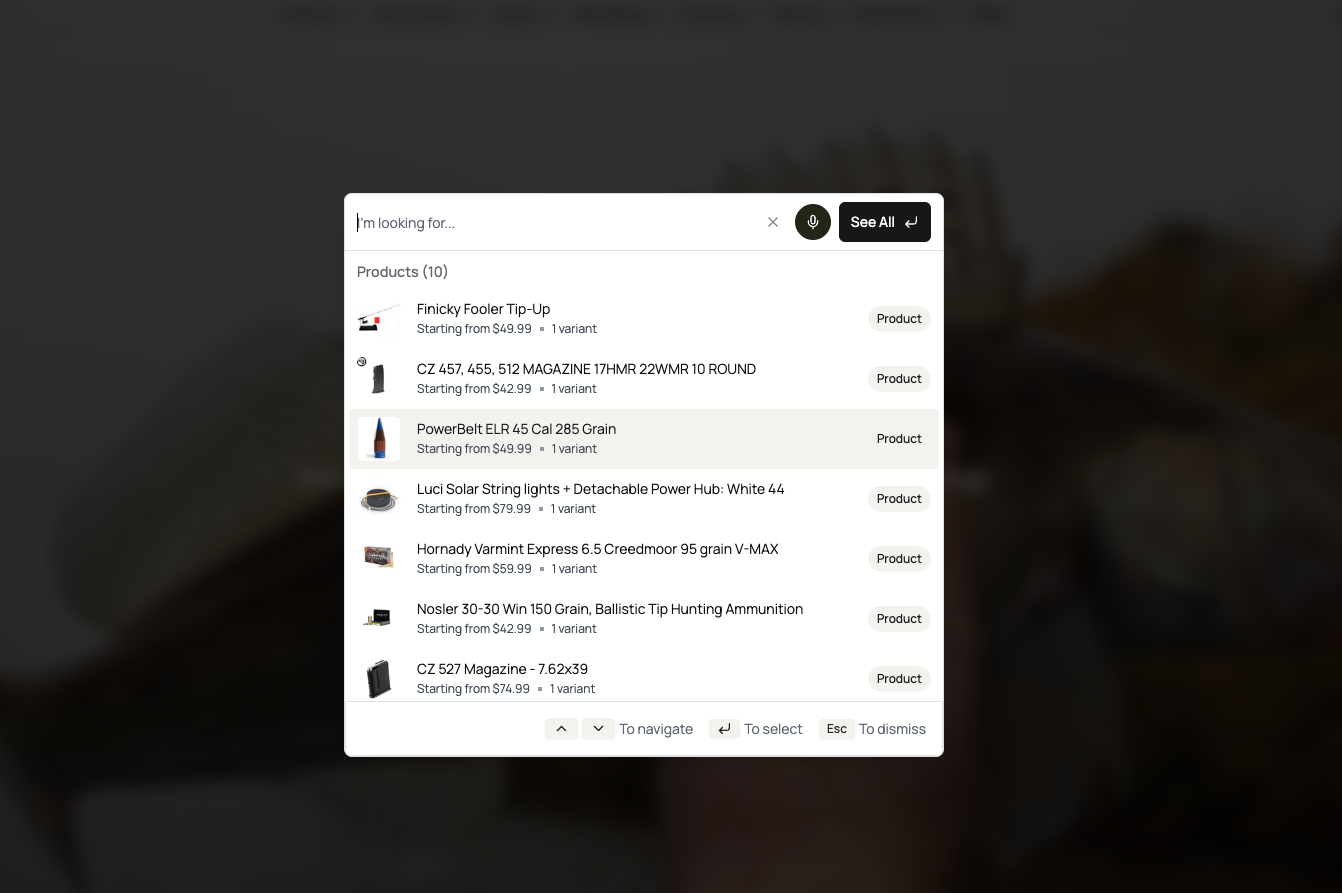 I'm looking for...
See All
Products (10)
Finicky Fooler Tip-Up
Starting from $49.99 1 variant
Product
CZ 457, 455, 512 MAGAZINE 17HMR 22WMR 10 ROUND
Starting from $42.99 1 variant
Product
PowerBelt ELR 45 Cal 285 Grain
Starting from $49.99 1 variant
Product
Luci Solar String lights + Detachable Power Hub: White 44
Starting from $79.99 1 variant
Product
Hornady Varmint Express 6.5 Creedmoor 95 grain V-MAX
Starting from $59.99 1 variant
Product
Nosler 30-30 Win 150 Grain, Ballistic Tip Hunting Ammunition
Starting from $42.99 1 variant
Product
CZ 527 Magazine - 7.62x39
Starting from $74.99 1 variant
Product
To navigate To select Esc To dismiss